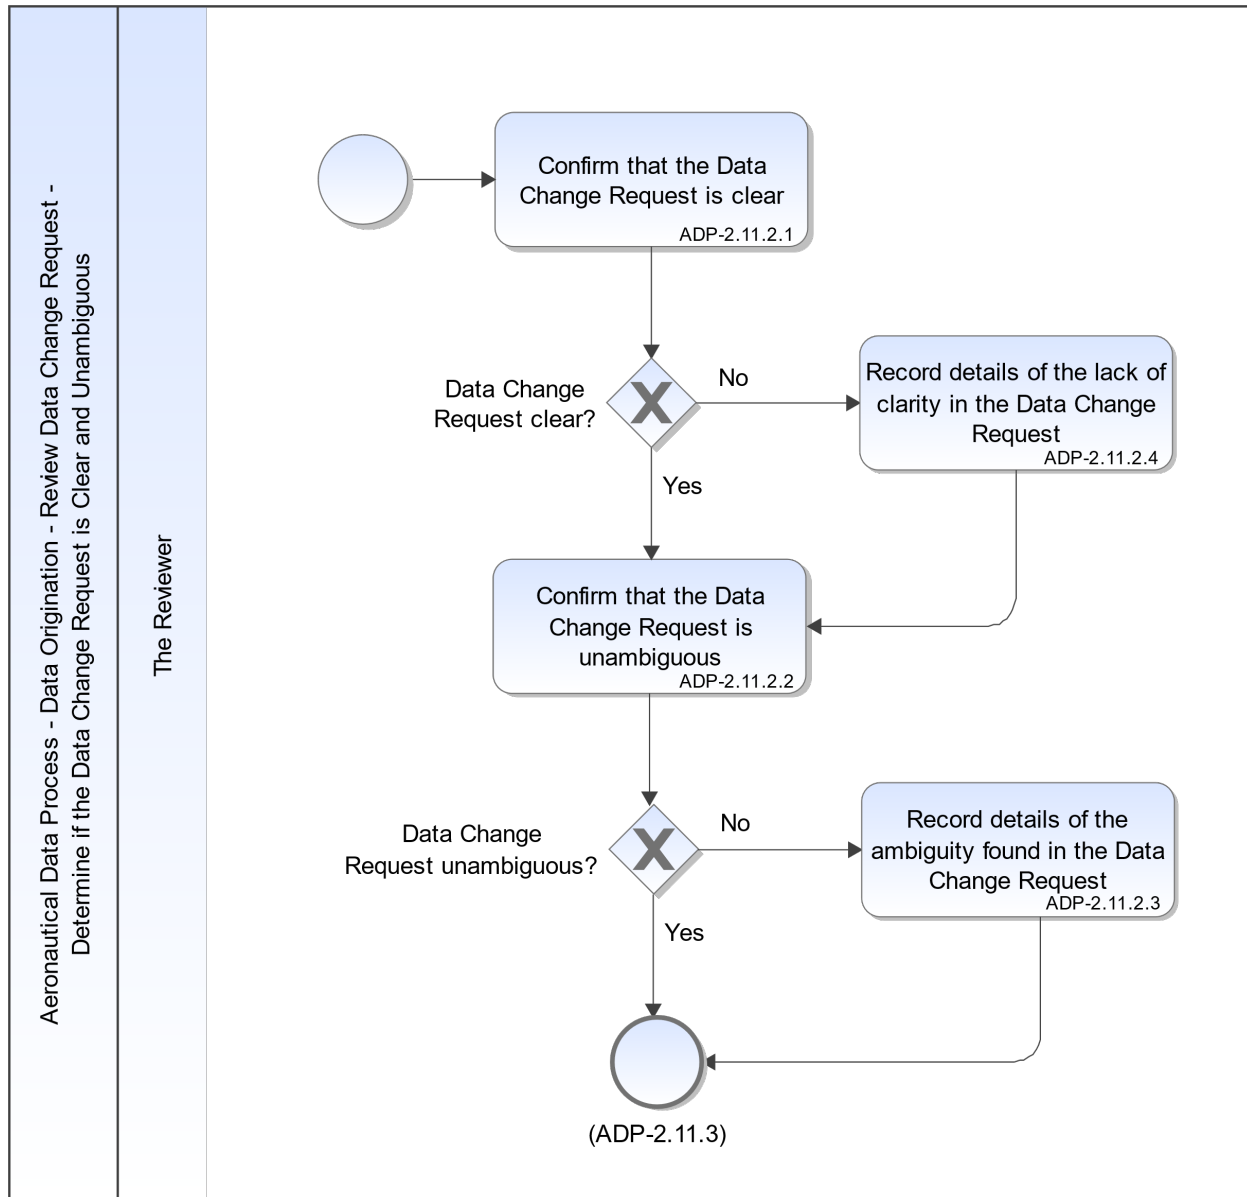 Aeronautical Data Process - Data Origination - Review Data Change Request -
Determine if the Data Change Request is Clear and Unambiguous
The Reviewer
Confirm that the Data
Change Request is clear
ADP-2.11.2.1
Data Change
Request clear?
X
No
Record details of the lack of
clarity in the Data Change
Request
ADP-2.11.2.4
Yes
Confirm that the Data
Change Request is
unambiguous
ADP-2.11.2.2
Data Change
Request unambiguous?
X
No
Record details of the
ambiguity found in the Data
Change Request
ADP-2.11.2.3
Yes
(ADP-2.11.3)